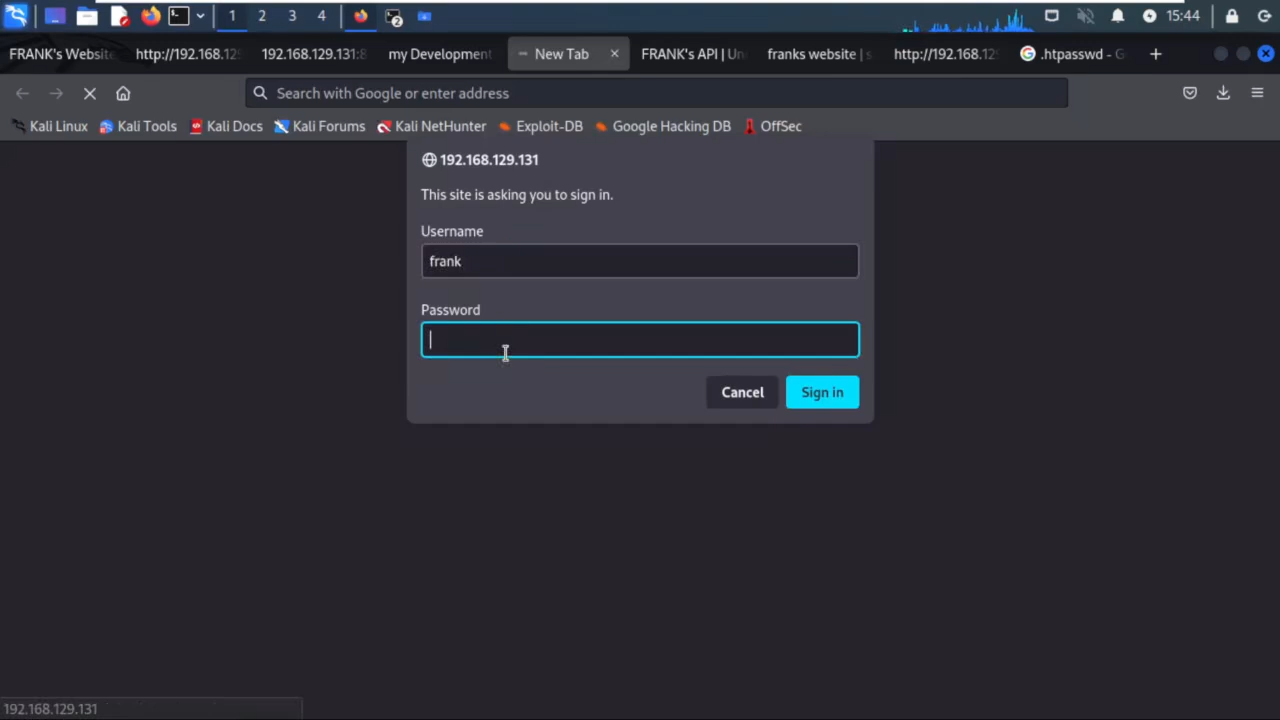 1 2 3 4 2 15:44
FRANK's Website http://192.168.12 192.168.129.131:8 my Development New Tab FRANK's API | Un franks website | s http://192.168.12 .htpasswd - G
Search with Google or enter address
Kali Linux Kali Tools Kali Docs Kali Forums Kali NetHunter Exploit-DB Google Hacking DB OffSec
192.168.129.131
This site is asking you to sign in.
Username
frank
Password
Cancel Sign in
192.168.129.131